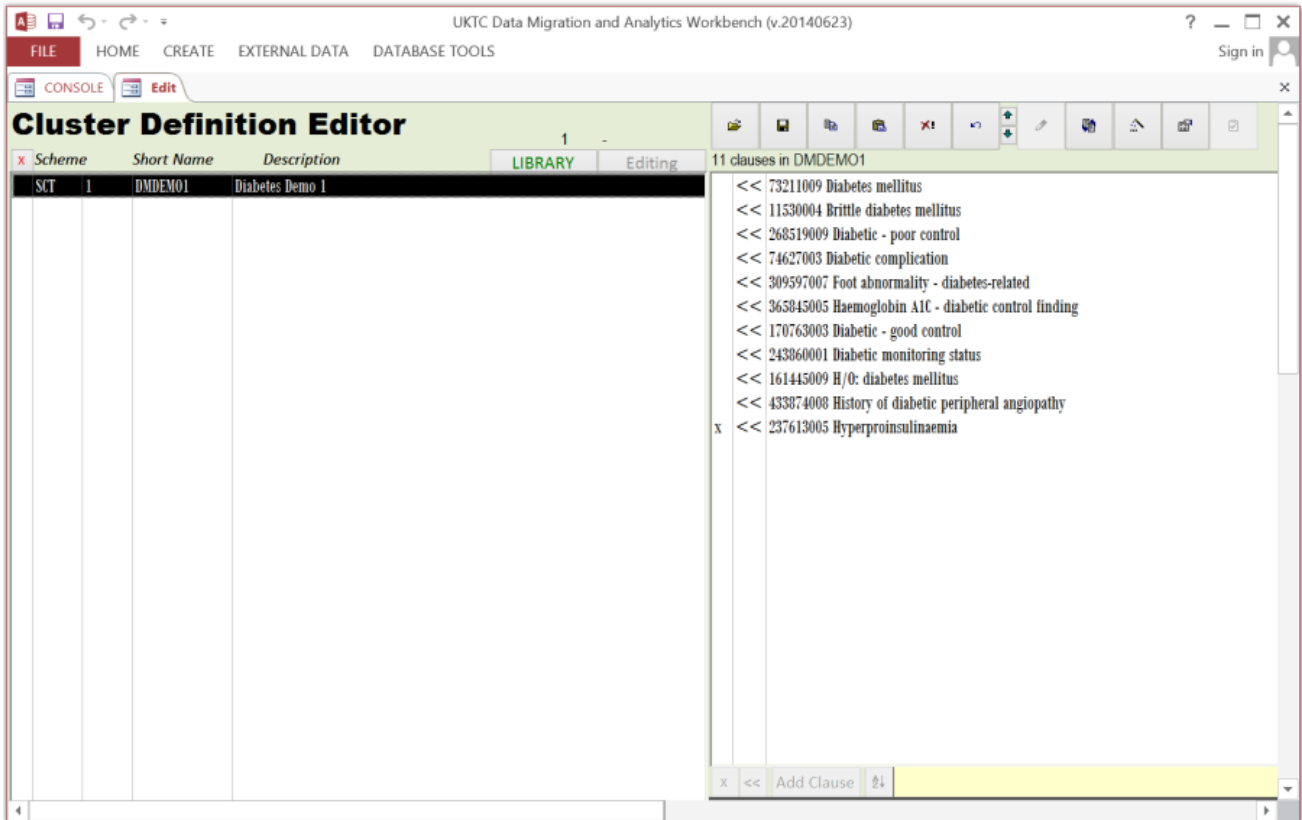 UKTC Data Migration and Analytics Workbench (v.20140623)
FILE HOME CREATE EXTERNAL DATA DATABASE TOOLS Sign in
CONSOLE Edit
Cluster Definition Editor
1 -
x Scheme Short Name Description LIBRARY Editing
SCT 1 DMDEMO1 Diabetes Demo 1
11 clauses in DMDEMO1
<< 73211009 Diabetes mellitus
<< 11530004 Brittle diabetes mellitus
<< 268519009 Diabetic - poor control
<< 74627003 Diabetic complication
<< 309597007 Foot abnormality - diabetes-related
<< 365845005 Haemoglobin A1C - diabetic control finding
<< 170763003 Diabetic - good control
<< 243860001 Diabetic monitoring status
<< 161445009 H/O: diabetes mellitus
<< 433874008 History of diabetic peripheral angiopathy
x << 237613005 Hyperproinsulinaemia
x << Add Clause